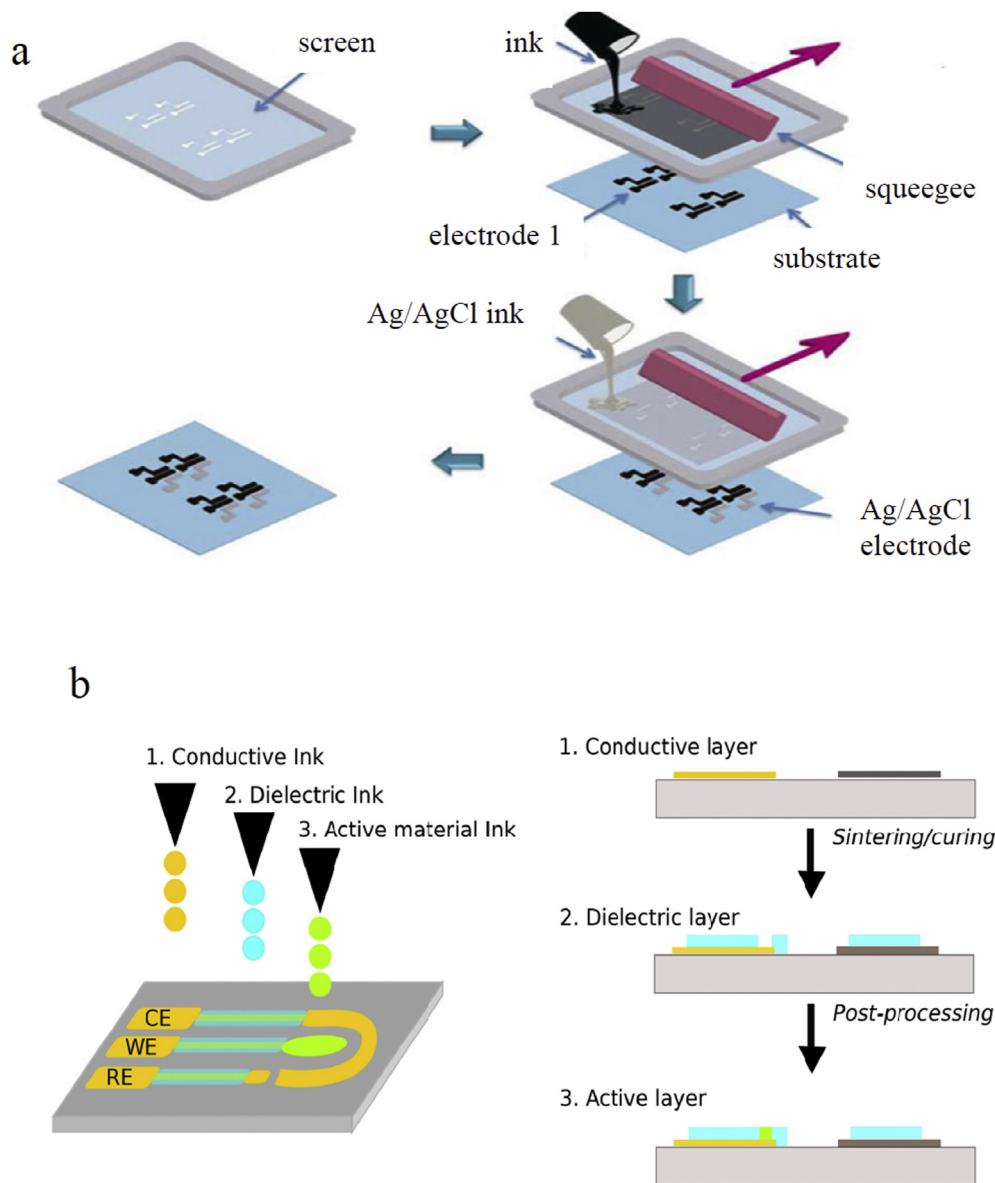 a
screen
ink
squeegee
electrode 1
substrate
Ag/AgCl ink
Ag/AgCl
electrode
b
1. Conductive Ink
2. Dielectric Ink
3. Active material Ink
CE
WE
RE
1. Conductive layer
Sintering/curing
2. Dielectric layer
Post-processing
3. Active layer